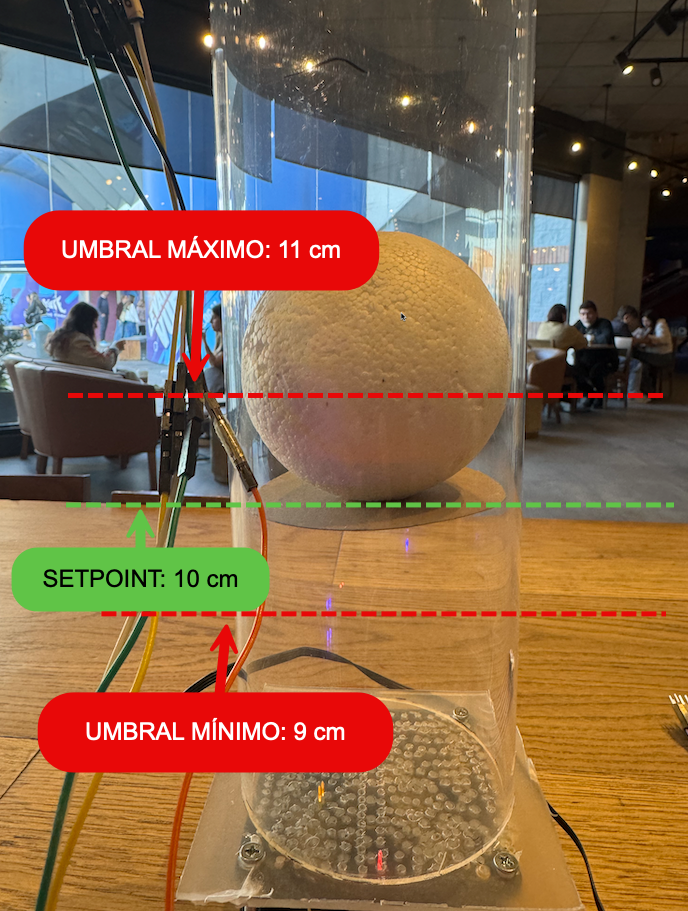 UMBRAL MÁXIMO: 11 cm
SETPOINT: 10 cm
UMBRAL MÍNIMO: 9 cm